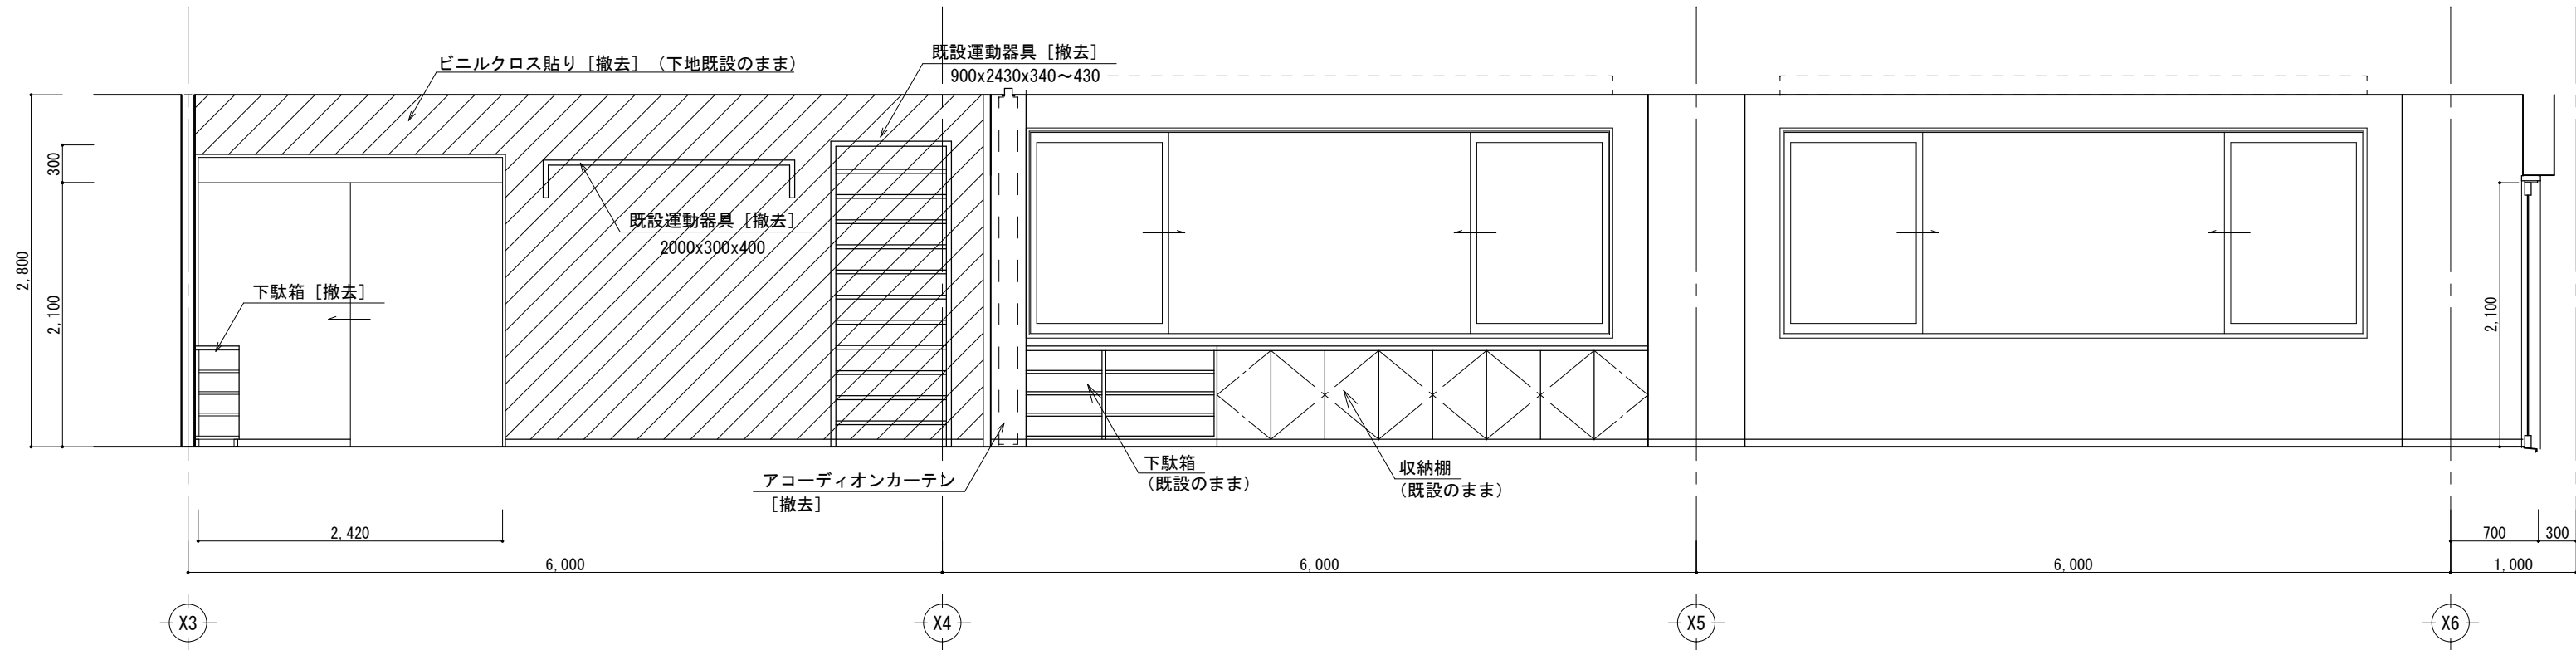 ビニルクロス貼り［撤去］（下地既設のまま）
既設運動器具［撤去］
900x2430x340～430
既設運動器具［撤去］
2000x300x400
下駄箱［撤去］
2,800
300
2,100
2,100
アコーディオンカーテン
［撤去］
下駄箱
（既設のまま）
収納棚
（既設のまま）
2,420
700
300
6,000
6,000
6,000
1,000
X3
X4
X5
X6